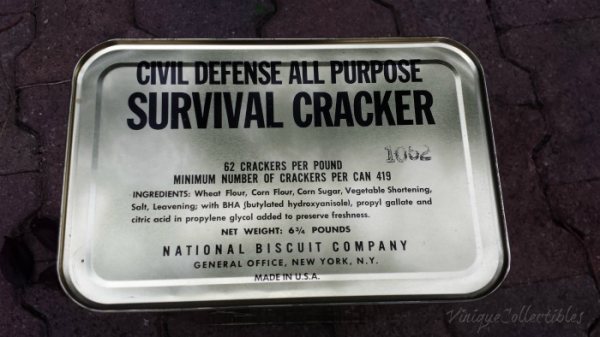 CIVIL DEFENSE ALL PURPOSE
SURVIVAL CRACKER
1062
62 CRACKERS PER POUND
MINIMUM NUMBER OF CRACKERS PER CAN 419
INGREDIENTS: Wheat Flour, Corn Flour, Corn Sugar, Vegetable Shortening,
Salt, Leavening; with BHA (butylated hydroxyanisole), propyl gallate and
citric acid in propylene glycol added to preserve freshness.
NET WEIGHT: 6¾ POUNDS
NATIONAL BISCUIT COMPANY
GENERAL OFFICE, NEW YORK, N.Y.
MADE IN U.S.A.
ViniqueCollectibles